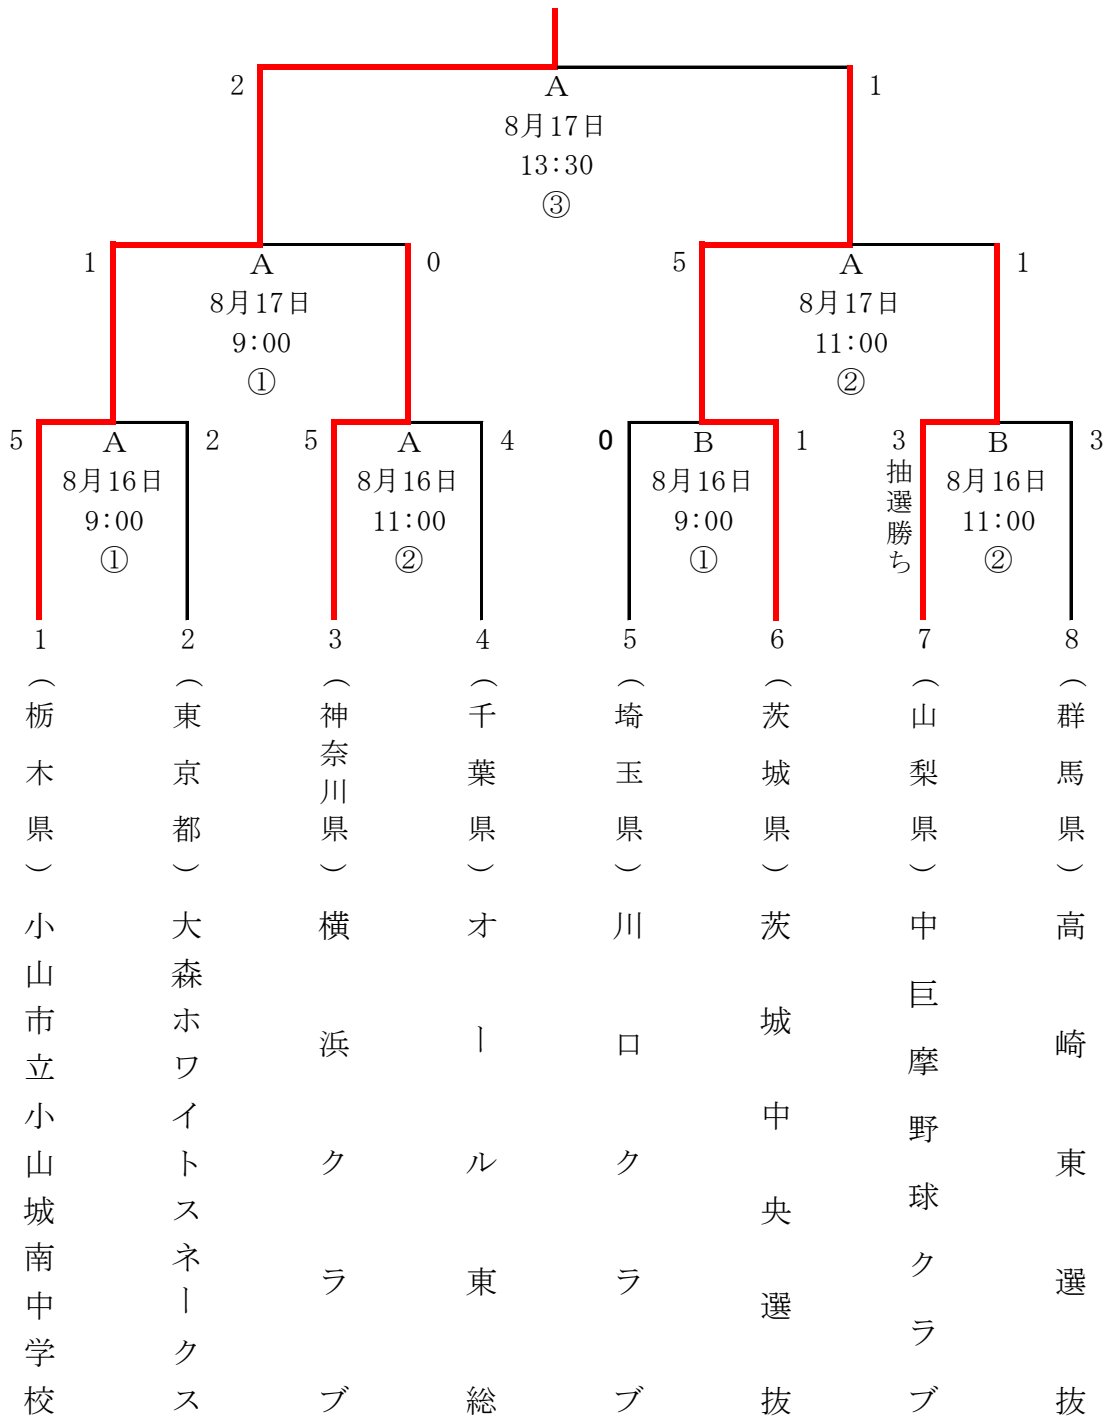 2
A
1
8月17日
13:30
③
1
A
0
5
A
1
8月17日
9:00
①
8月17日
11:00
②
5
A
2
5
A
4
0
B
1
3
B
3
抽選勝ち
8月16日
9:00
①
8月16日
11:00
②
8月16日
9:00
①
8月16日
11:00
②
1
2
3
4
5
6
7
8
(栃木県)小山市立小山城南中学校
(東京都)大森ホワイトスネークス
(神奈川県)横浜クラブ
(千葉県)オール東総
(埼玉県)川口クラブ
(茨城県)茨城中央選抜
(山梨県)中巨摩野球クラブ
(群馬県)高崎東選抜